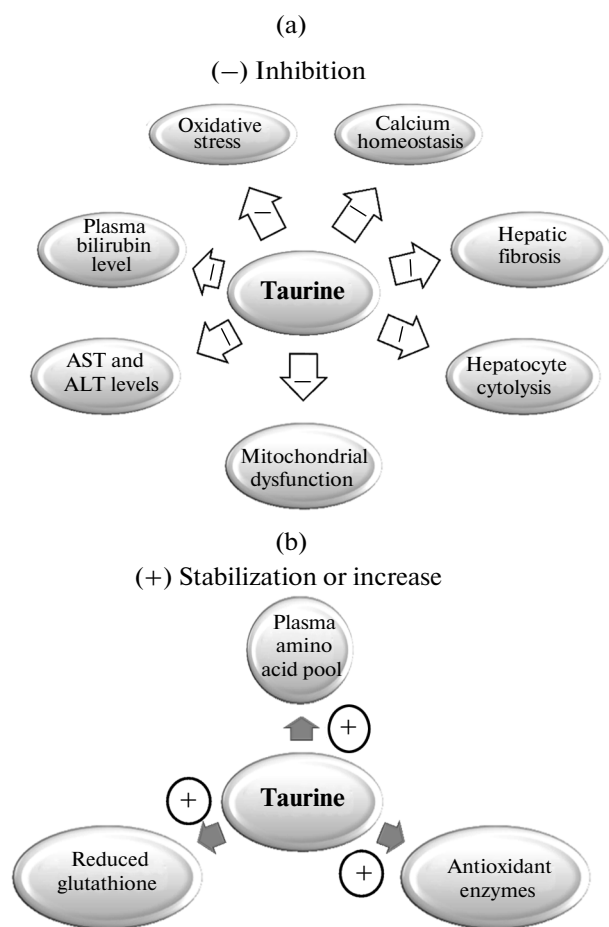 (a)
(−) Inhibition
Oxidative
stress
Calcium
homeostasis
Plasma
bilirubin
level
−
−
Hepatic
fibrosis
−
−
Taurine
AST and
ALT levels
−
−
Hepatocyte
cytolysis
−
Mitochondrial
dysfunction
(b)
(+) Stabilization or increase
Plasma
amino
acid pool
+
+
Taurine
Reduced
glutathione
+
Antioxidant
enzymes